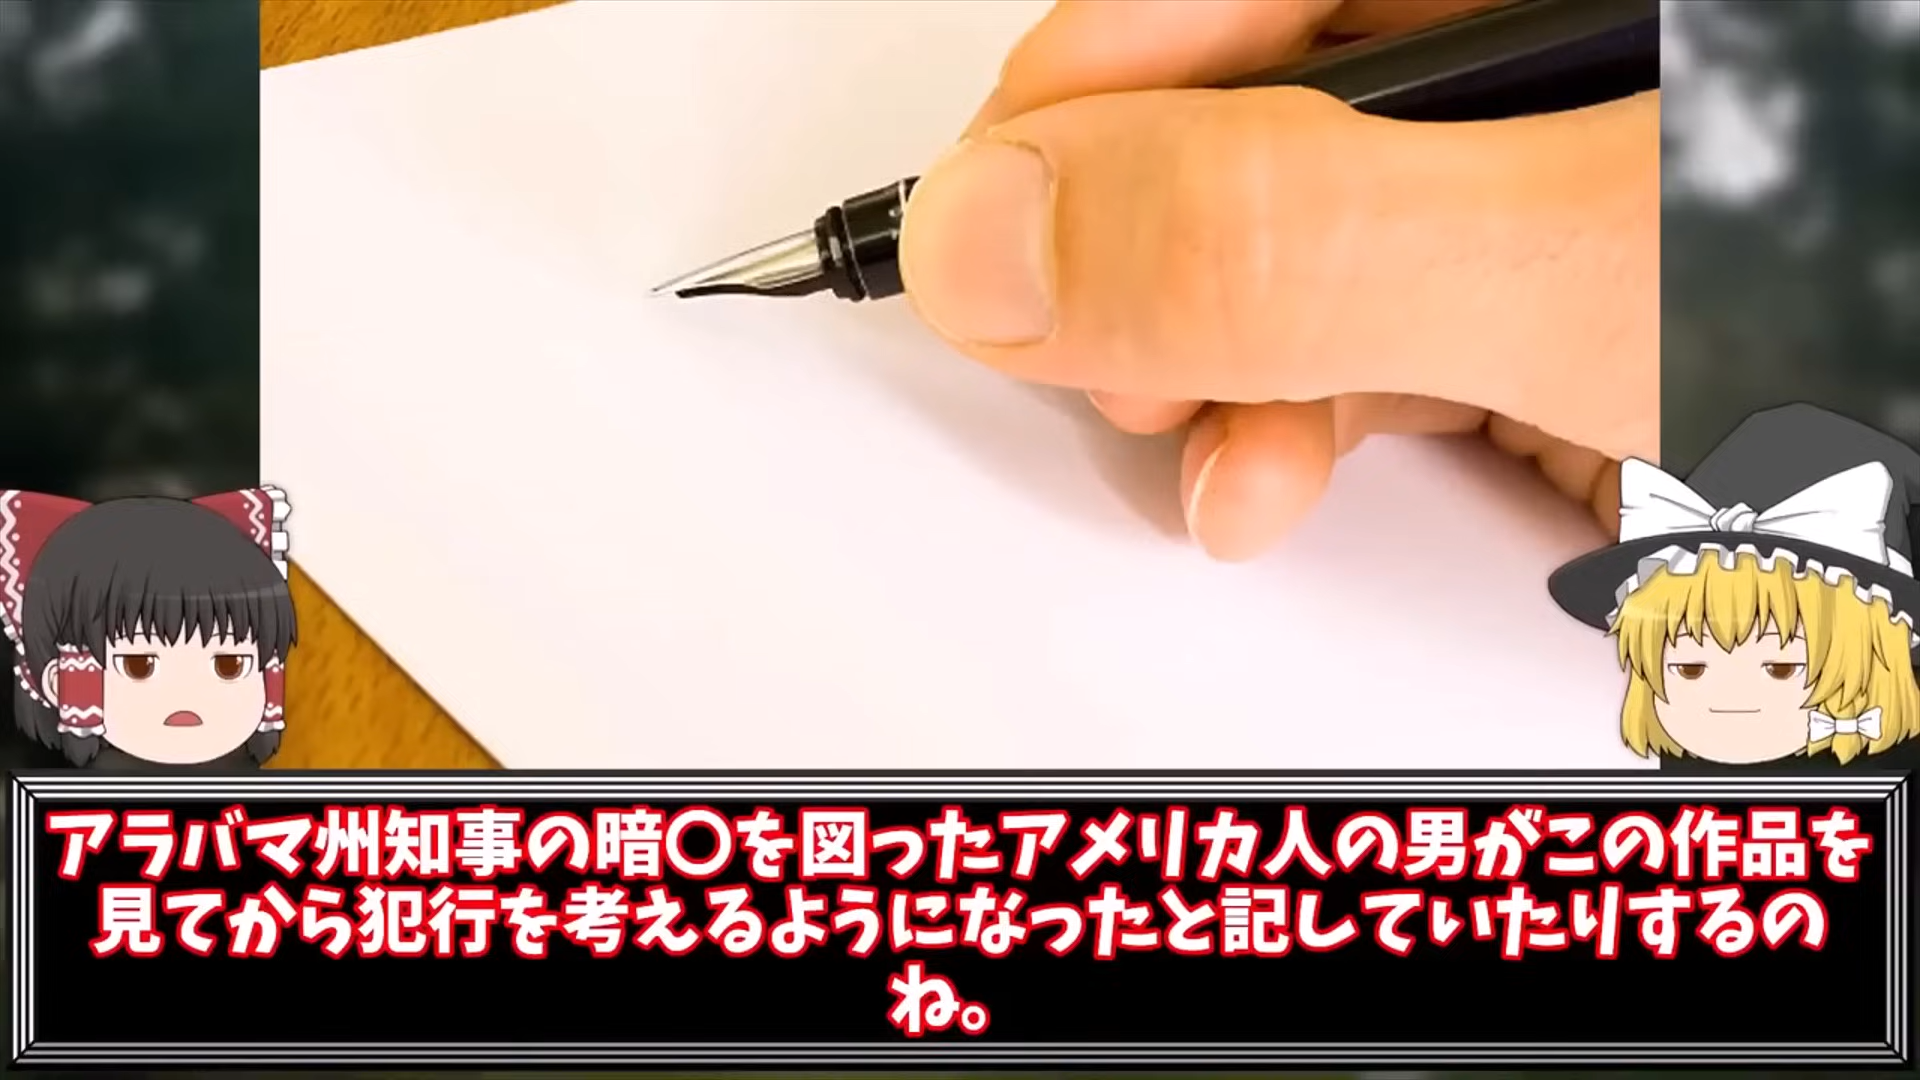 アラバマ州知事の暗〇を図ったアメリカ人の男がこの作品を
見てから犯行を考えるようになったと記していたりするの
ね。